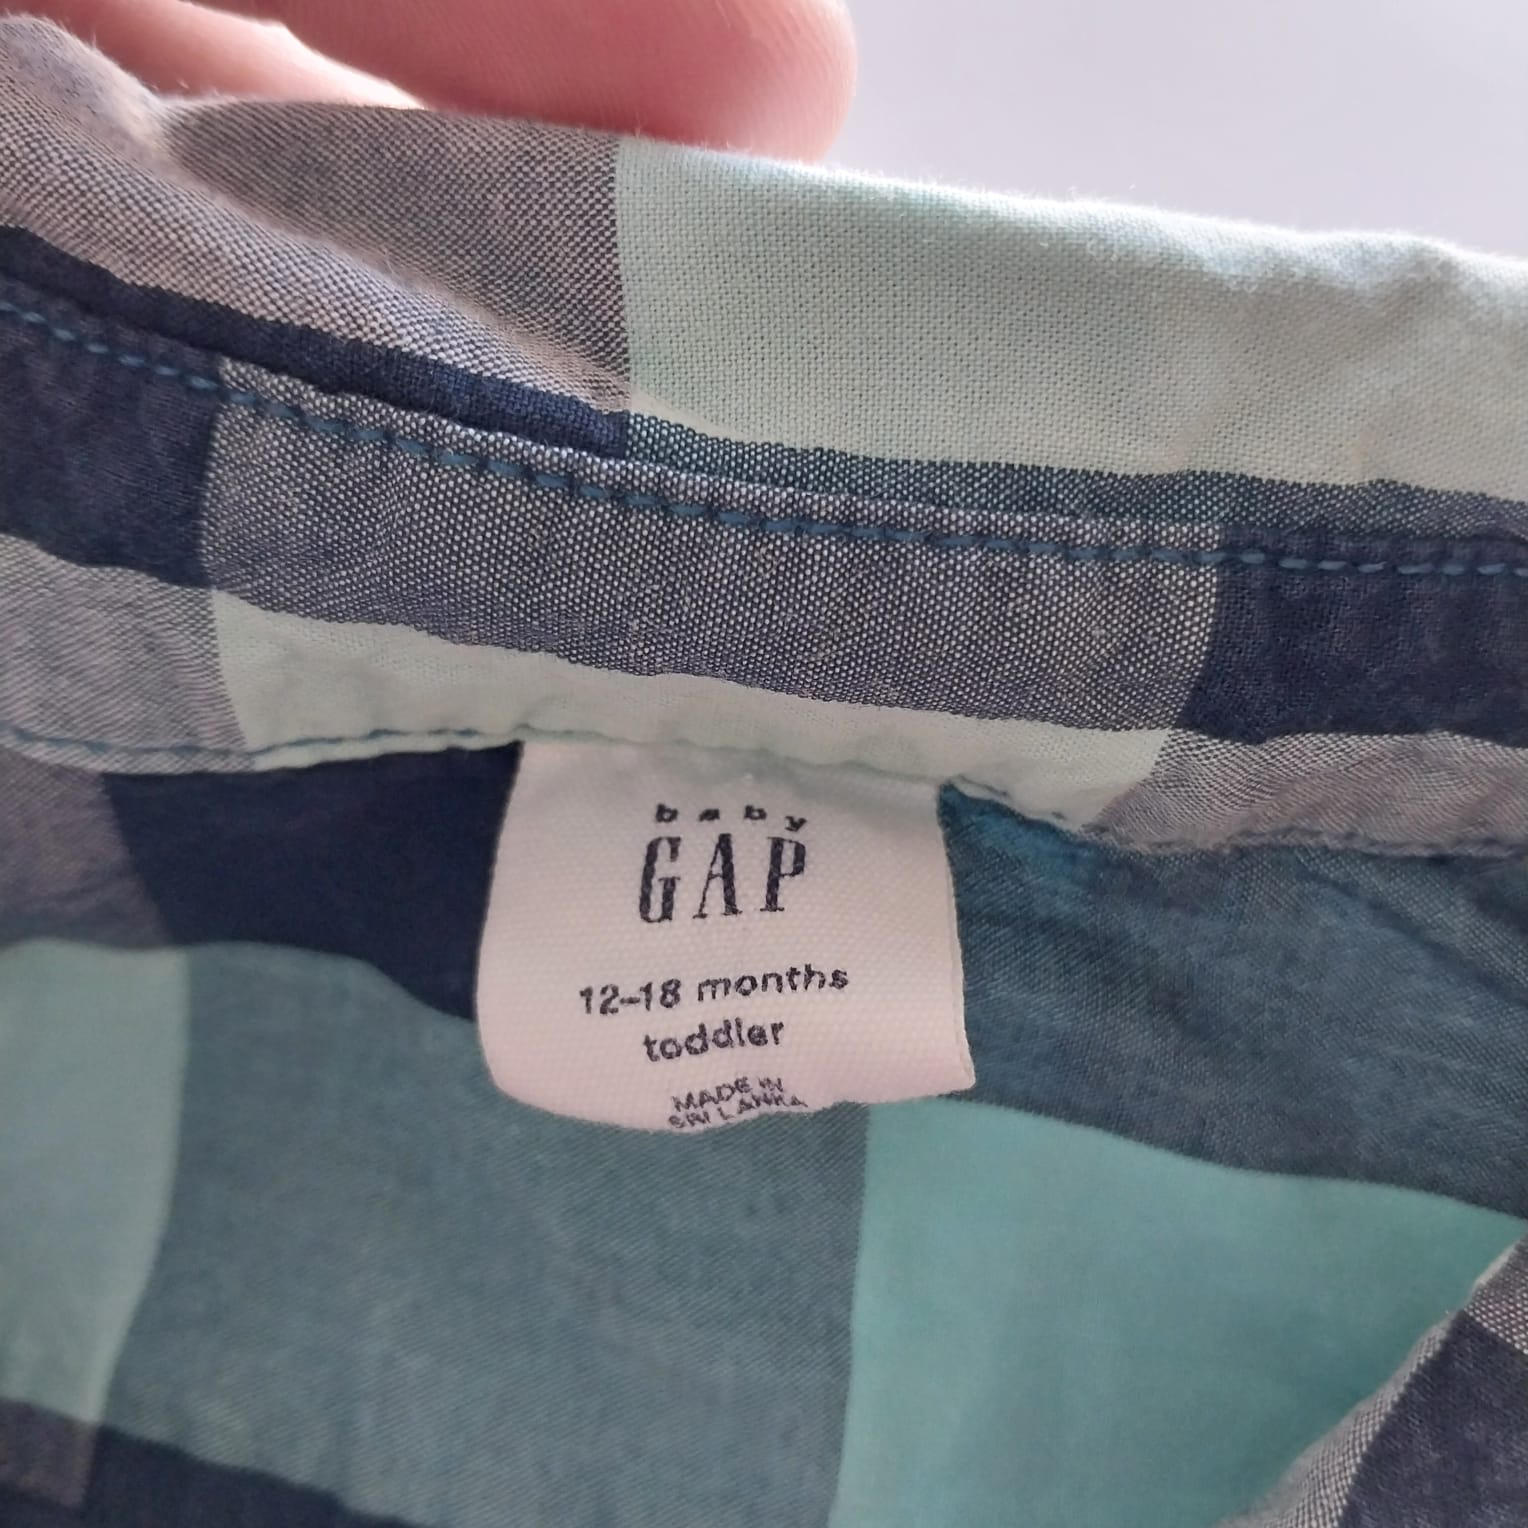 baby
GAP
12-18 months
toddler
MADE IN
SRI LANKA